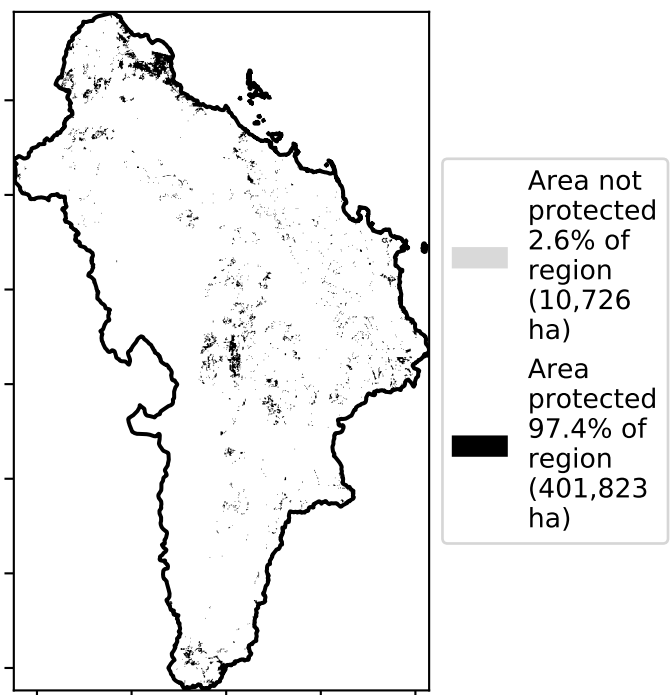 Area not
protected
2.6% of
region
(10,726
ha)
Area
protected
97.4% of
region
(401,823
ha)